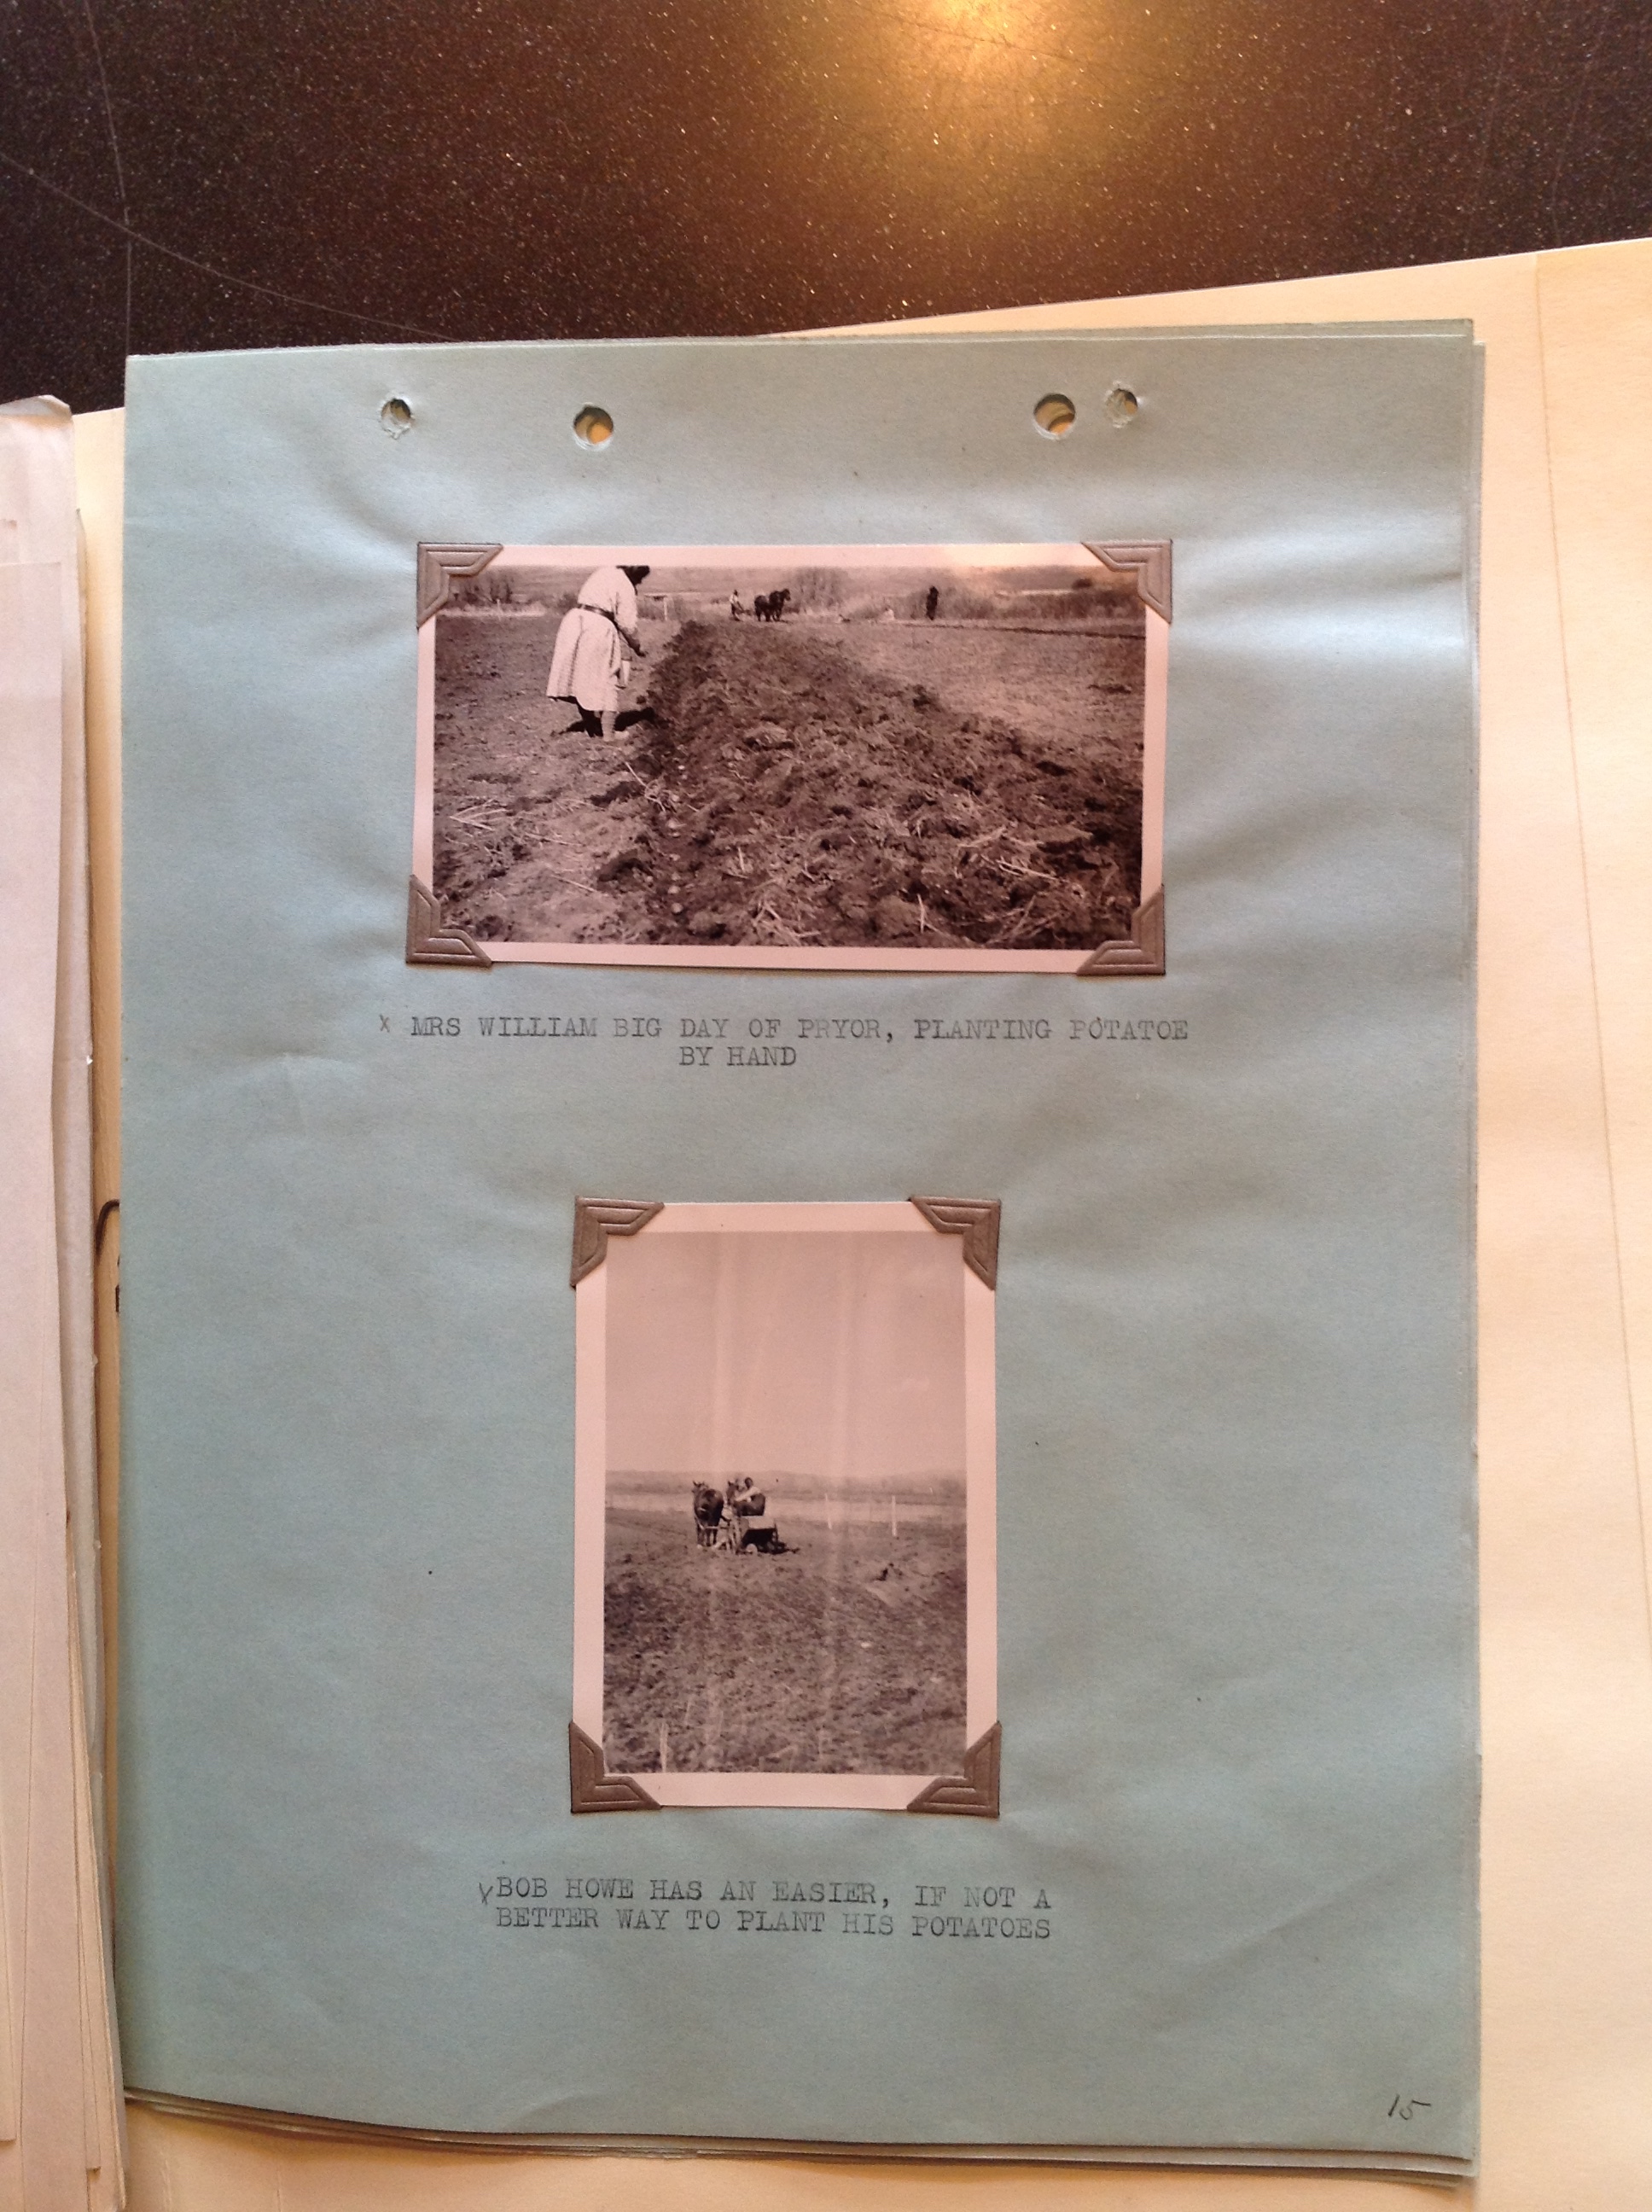 x MRS WILLIAM BIG DAY OF PRYOR, PLANTING POTATOE
BY HAND
x BOB HOWE HAS AN EASIER, IF NOT A
BETTER WAY TO PLANT HIS POTATOES
15